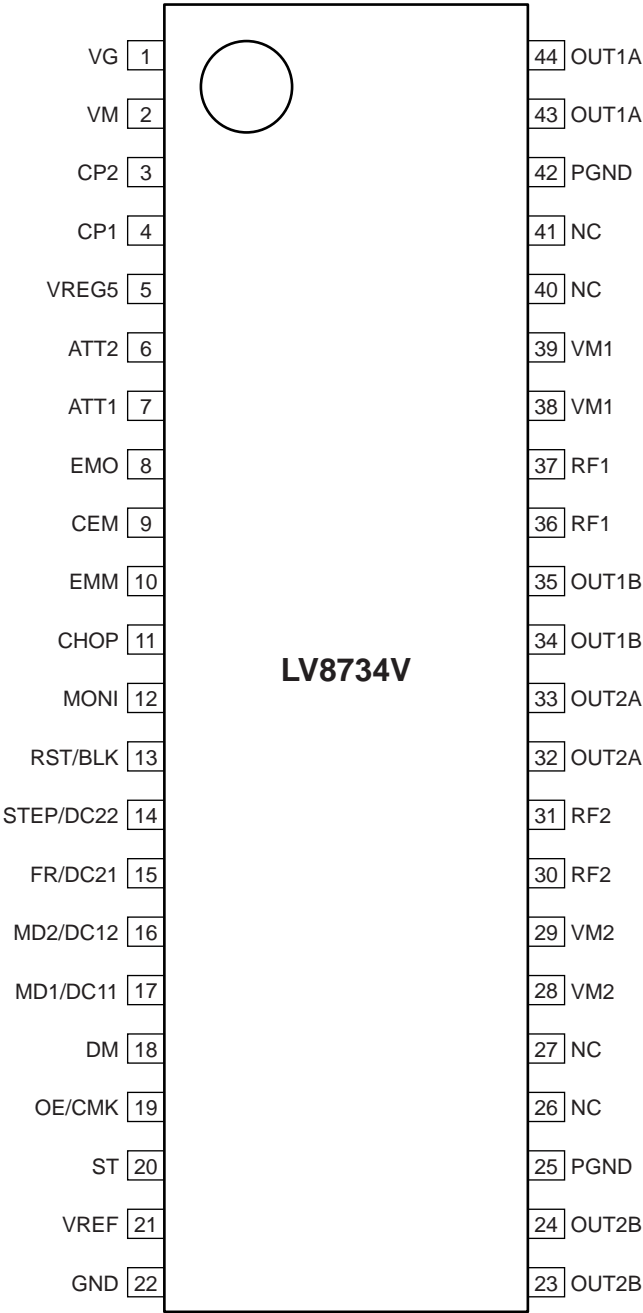 VG 1 44 OUT1A
VM 2 43 OUT1A
CP2 3 42 PGND
CP1 4 41 NC
VREG5 5 40 NC
ATT2 6 39 VM1
ATT1 7 38 VM1
EMO 8 37 RF1
CEM 9 36 RF1
EMM 10 35 OUT1B
CHOP 11 34 OUT1B
LV8734V
MONI 12 33 OUT2A
RST/BLK 13 32 OUT2A
STEP/DC22 14 31 RF2
FR/DC21 15 30 RF2
MD2/DC12 16 29 VM2
MD1/DC11 17 28 VM2
DM 18 27 NC
OE/CMK 19 26 NC
ST 20 25 PGND
VREF 21 24 OUT2B
GND 22 23 OUT2B